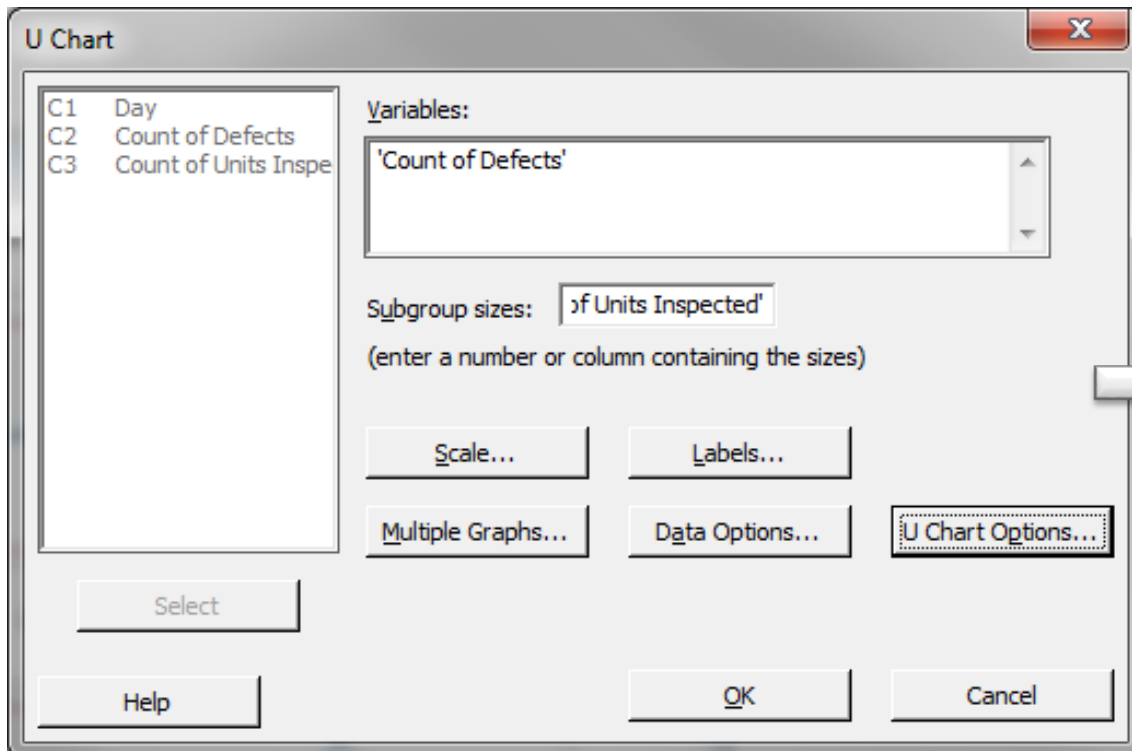 U Chart
C1 Day
C2 Count of Defects
C3 Count of Units Inspe
Variables:
'Count of Defects'
Subgroup sizes: of Units Inspected'
(enter a number or column containing the sizes)
Scale... Labels...
Multiple Graphs... Data Options... U Chart Options...
Select
Help OK Cancel